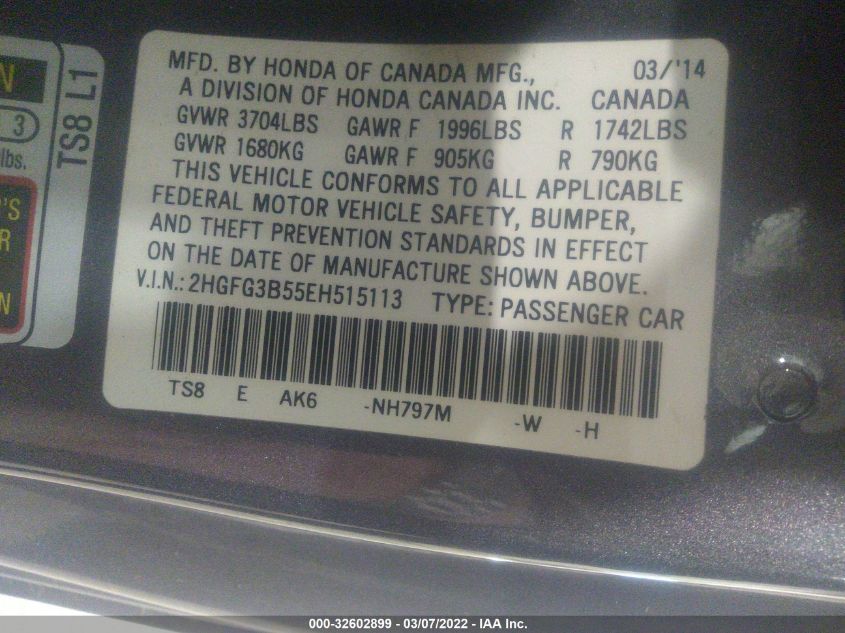 MFD. BY HONDA OF CANADA MFG., 03/'14
A DIVISION OF HONDA CANADA INC. CANADA
GVWR 3704LBS GAWR F 1996LBS R 1742LBS
GVWR 1680KG GAWR F 905KG R 790KG
THIS VEHICLE CONFORMS TO ALL APPLICABLE
FEDERAL MOTOR VEHICLE SAFETY, BUMPER,
AND THEFT PREVENTION STANDARDS IN EFFECT
ON THE DATE OF MANUFACTURE SHOWN ABOVE.
V.I.N.: 2HGFG3B55EH515113 TYPE: PASSENGER CAR
TS8 E AK6 -NH797M -W -H
TS8 L1
N
3
lbs.
'S
R
N
000-32602899 — 03/07/2022 - IAA Inc.